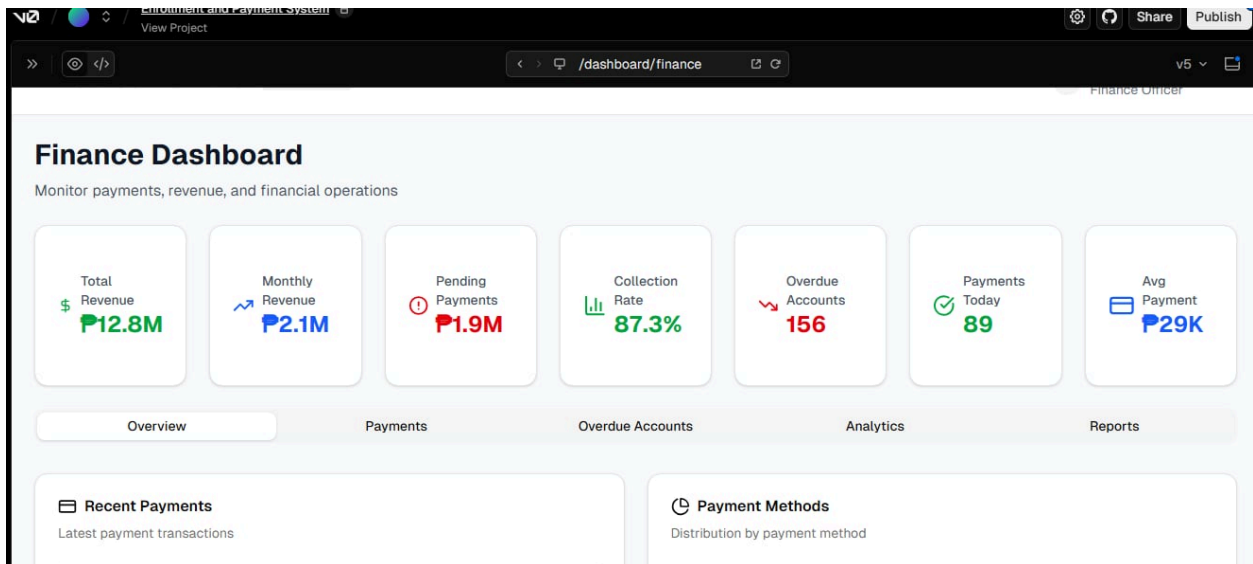 v0
Enrollment and Payment System
View Project
Share
Publish
/dashboard/finance
v5
Finance Officer
Finance Dashboard
Monitor payments, revenue, and financial operations
Total
Revenue
₱12.8M
Monthly
Revenue
₱2.1M
Pending
Payments
₱1.9M
Collection
Rate
87.3%
Overdue
Accounts
156
Payments
Today
89
Avg
Payment
₱29K
Overview
Payments
Overdue Accounts
Analytics
Reports
Recent Payments
Latest payment transactions
Payment Methods
Distribution by payment method